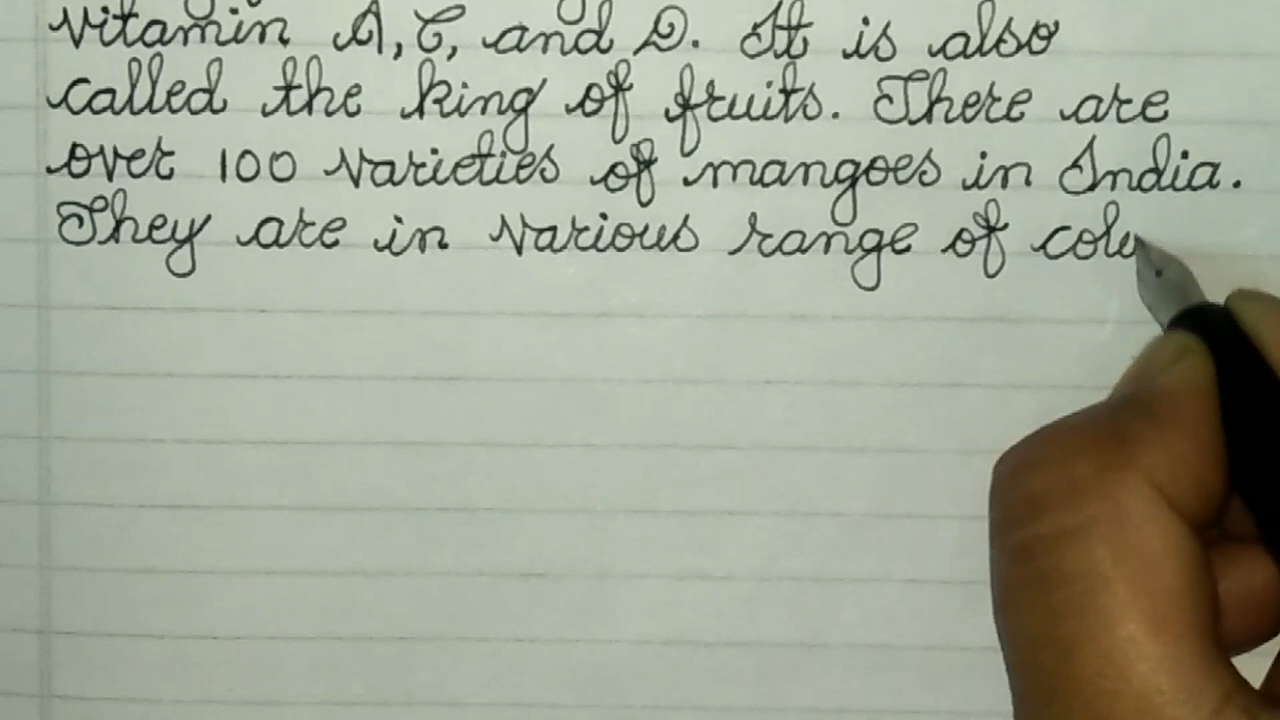 vitamin A, C, and D. It is also
called the king of fruits. There are
over 100 varieties of mangoes in India.
They are in various range of colo